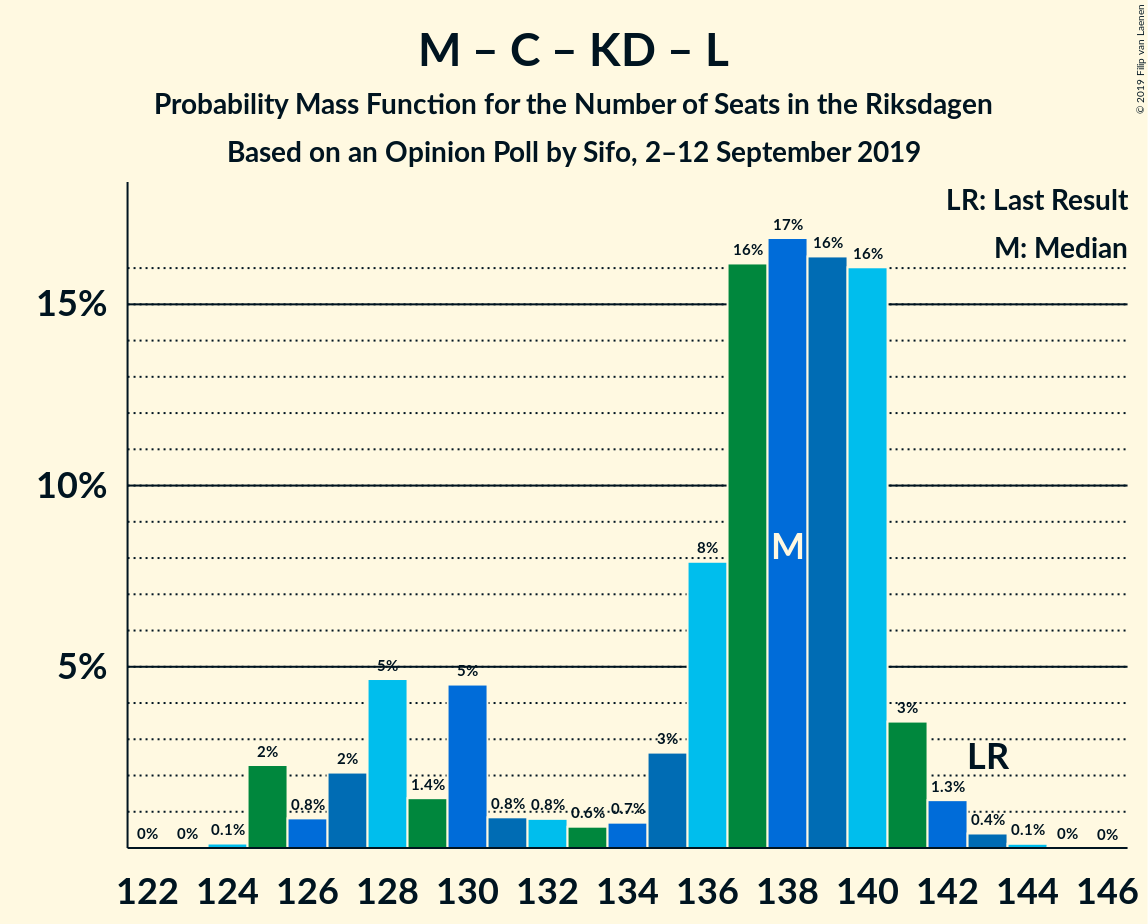 M – C – KD – L
Probability Mass Function for the Number of Seats in the Riksdagen
Based on an Opinion Poll by Sifo, 2–12 September 2019
© 2019 Filip van Laenen
LR: Last Result
M: Median
15%
10%
5%
0% 0% 0.1% 2% 0.8% 2% 5% 1.4% 5% 0.8% 0.8% 0.6% 0.7% 3% 8% 16% 17% 16% 16% 3% 1.3% 0.4% 0.1% 0% 0%
M
LR
122 124 126 128 130 132 134 136 138 140 142 144 146